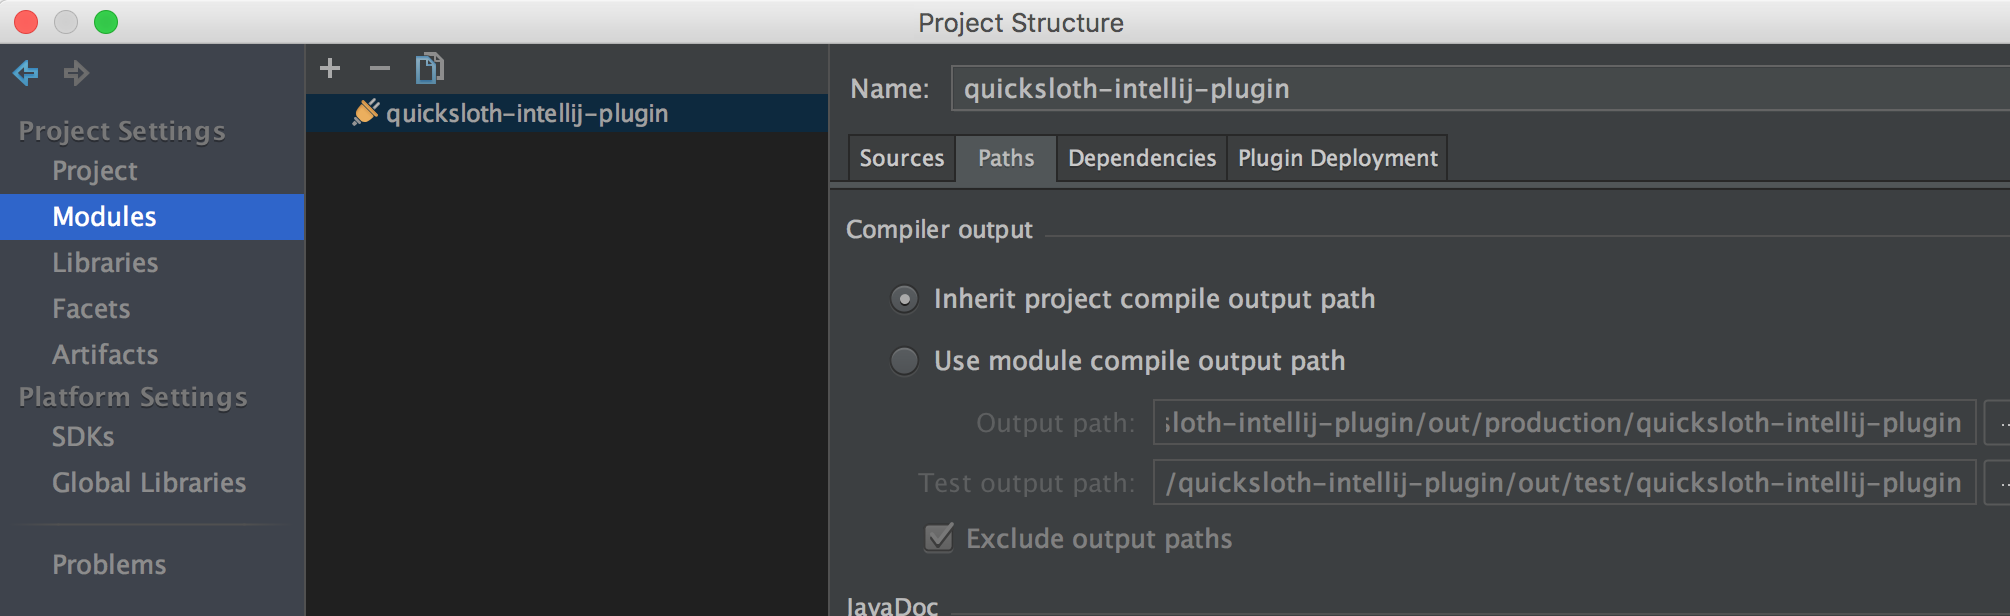 Project Structure
Project Settings
Project
Modules
Libraries
Facets
Artifacts
Platform Settings
SDKs
Global Libraries
Problems
quicksloth-intellij-plugin
Name: quicksloth-intellij-plugin
Sources Paths Dependencies Plugin Deployment
Compiler output
Inherit project compile output path
Use module compile output path
Output path: sloth-intellij-plugin/out/production/quicksloth-intellij-plugin
Test output path: /quicksloth-intellij-plugin/out/test/quicksloth-intellij-plugin
Exclude output paths
JavaDoc